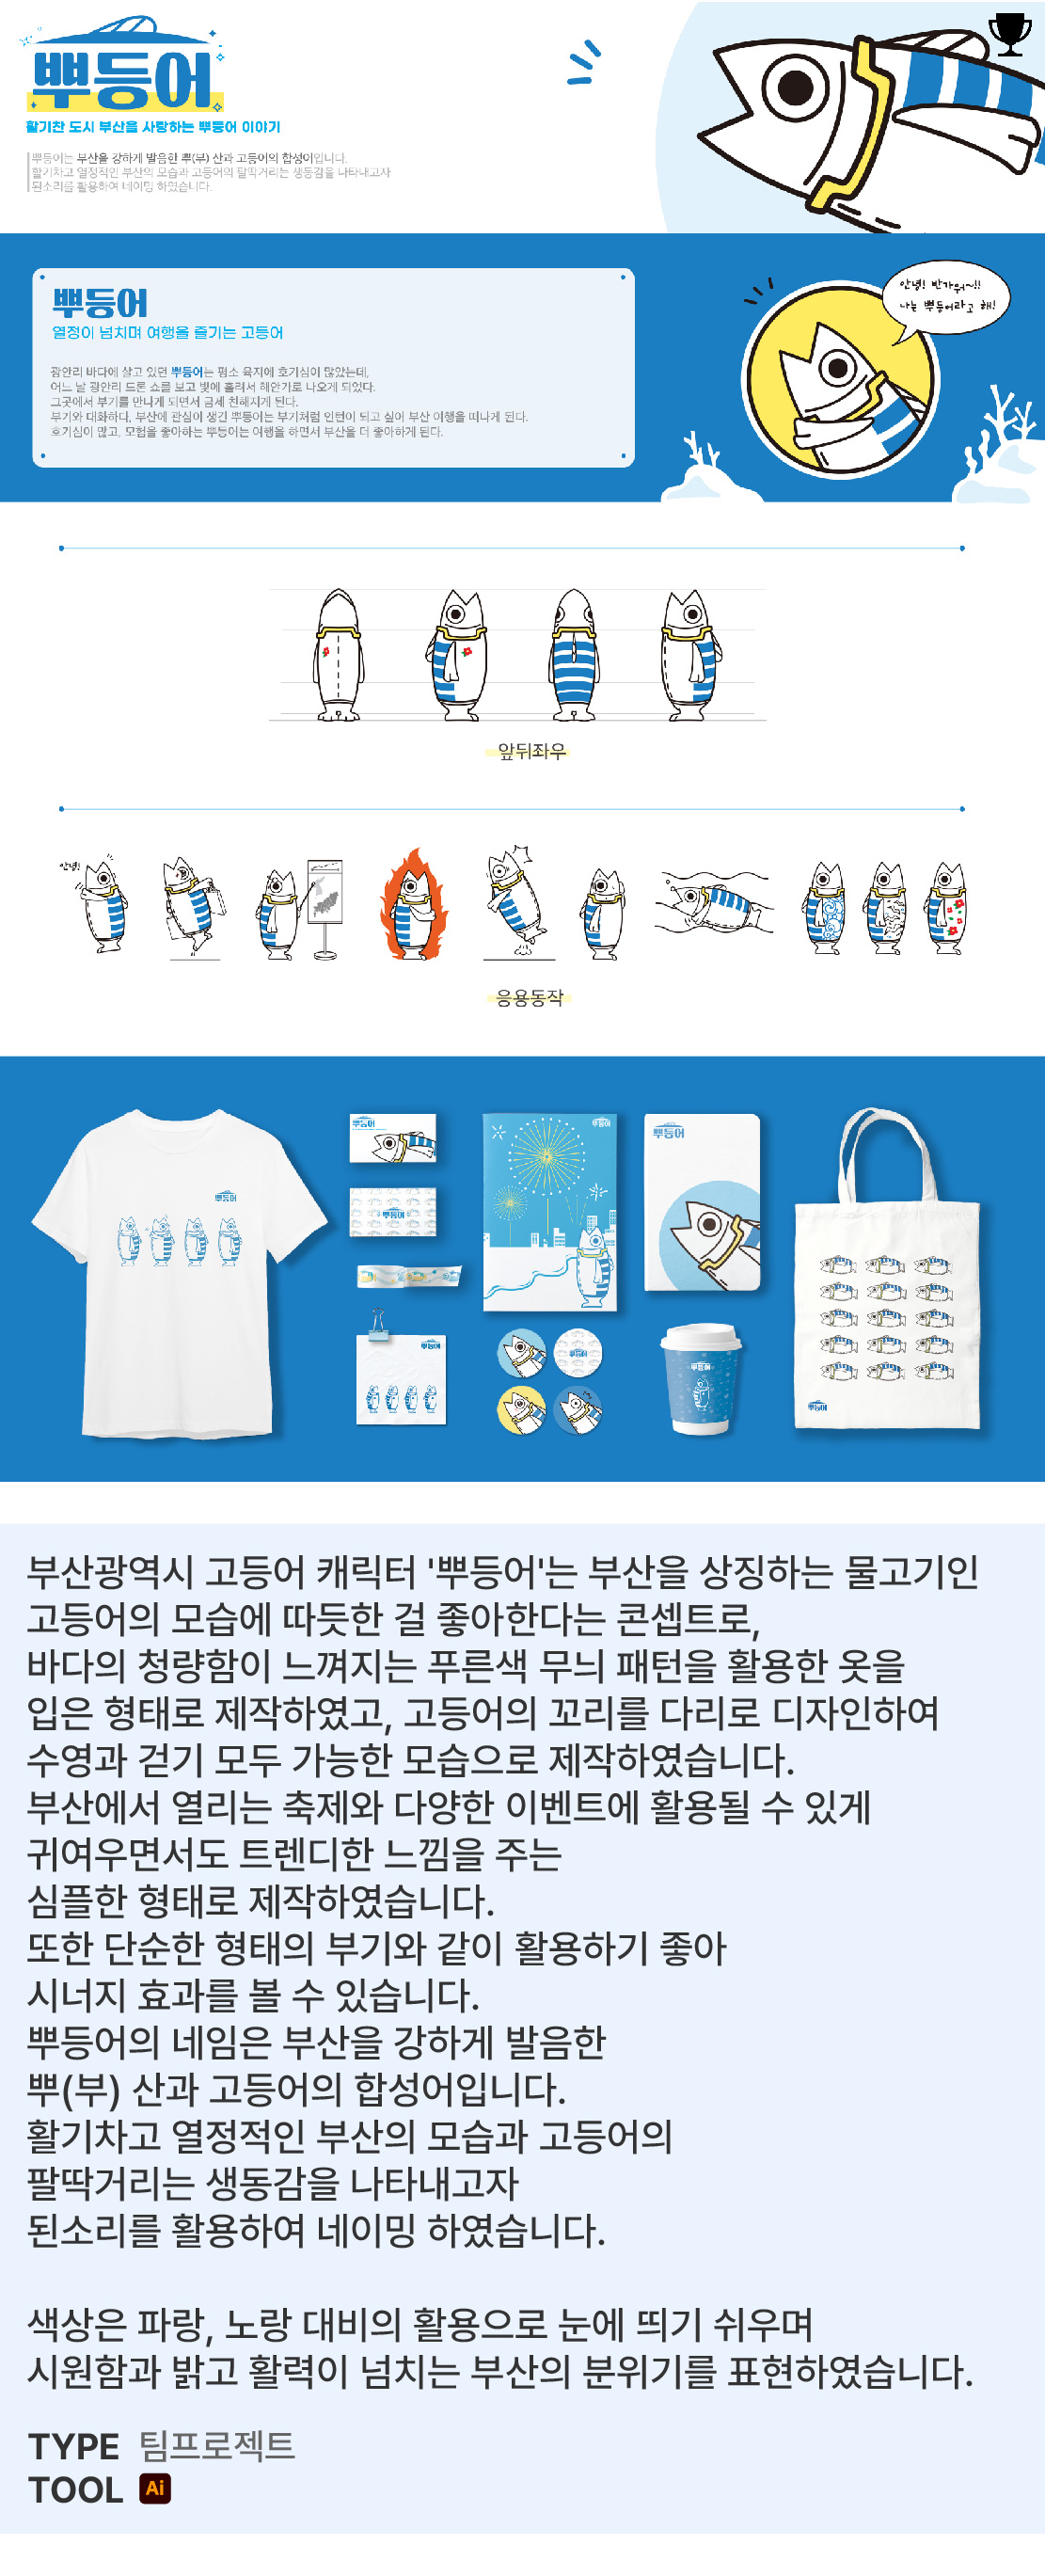 뿌등어
활기찬 도시 부산을 사랑하는 뿌등어 이야기
뿌등어는 부산을 강하게 발음한 뿌(부) 산과 고등어의 합성어입니다.
활기차고 열정적인 부산의 모습과 고등어의 팔딱거리는 생동감을 나타내고자
된소리를 활용하여 네이밍 하였습니다.
안녕! 반가워~!!
나는 뿌등어라고 해!
뿌등어
열정이 넘치며 여행을 즐기는 고등어
광안리 바다에 살고 있던 뿌등어는 평소 육지에 호기심이 많았는데,
어느 날 광안리 드론 쇼를 보고 빛에 홀려서 해안가로 나오게 되었다.
그곳에서 부기를 만나게 되면서 금세 친해지게 된다.
부기와 대화하다, 부산에 관심이 생긴 뿌등어는 부기처럼 인턴이 되고 싶어 부산 여행을 떠나게 된다.
호기심이 많고, 모험을 좋아하는 뿌등어는 여행을 하면서 부산을 더 좋아하게 된다.
앞뒤좌우
안녕!
응용동작
뿌등어
뿌등어
뿌등어
뿌등어
뿌등어
뿌등어
뿌등어
뿌등어
뿌등어
부산광역시 고등어 캐릭터 '뿌등어'는 부산을 상징하는 물고기인
고등어의 모습에 따듯한 걸 좋아한다는 콘셉트로,
바다의 청량함이 느껴지는 푸른색 무늬 패턴을 활용한 옷을
입은 형태로 제작하였고, 고등어의 꼬리를 다리로 디자인하여
수영과 걷기 모두 가능한 모습으로 제작하였습니다.
부산에서 열리는 축제와 다양한 이벤트에 활용될 수 있게
귀여우면서도 트렌디한 느낌을 주는
심플한 형태로 제작하였습니다.
또한 단순한 형태의 부기와 같이 활용하기 좋아
시너지 효과를 볼 수 있습니다.
뿌등어의 네임은 부산을 강하게 발음한
뿌(부) 산과 고등어의 합성어입니다.
활기차고 열정적인 부산의 모습과 고등어의
팔딱거리는 생동감을 나타내고자
된소리를 활용하여 네이밍 하였습니다.
색상은 파랑, 노랑 대비의 활용으로 눈에 띄기 쉬우며
시원함과 밝고 활력이 넘치는 부산의 분위기를 표현하였습니다.
TYPE 팀프로젝트
TOOL Ai